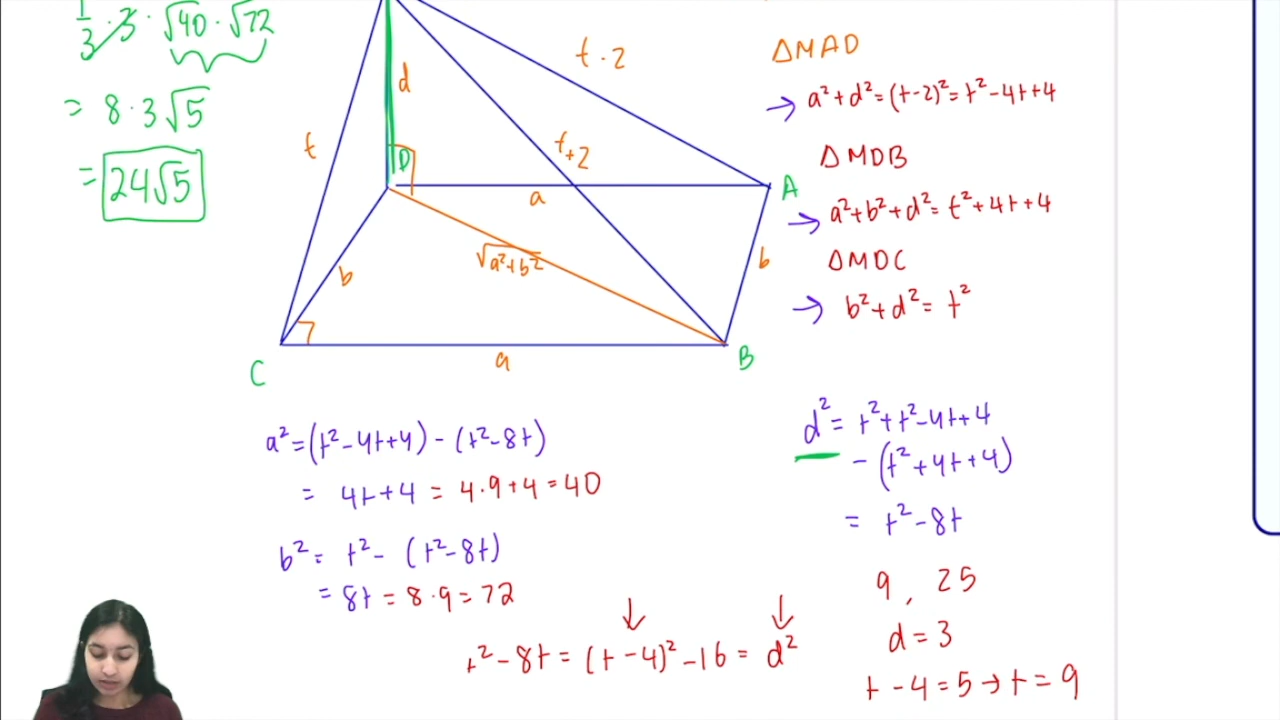 1/3 · 3 · √40 · √72
= 8 · 3√5
= 24√5
t
d
t - 2
t+2
D
a
A
b
b
√a²+b²
C
a
B
ΔMAD
→ a²+d²=(t-2)²=t²-4t+4
ΔMDB
→ a²+b²+d²= t²+4t+4
ΔMDC
→ b²+d²= t²
a²=(t²-4t+4)-(t²-8t)
= 4t+4 = 4·9+4=40
b²= t²-(t²-8t)
= 8t = 8·9=72
t²-8t = (t-4)²-16 = d²
d²= t²+t²-4t+4
-(t²+4t+4)
= t²-8t
9, 25
d=3
t-4=5→t=9